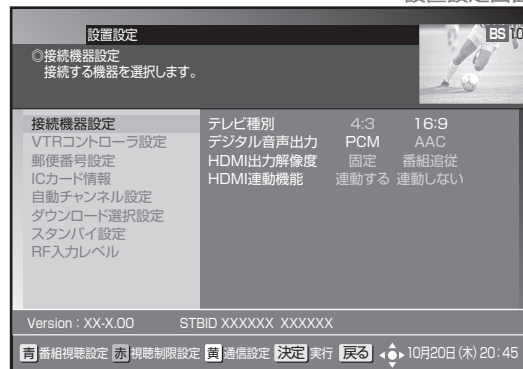 設置設定
◎接続機器設定
接続する機器を選択します。
BS 10
接続機器設定
VTRコントローラ設定
郵便番号設定
ICカード情報
自動チャンネル設定
ダウンロード選択設定
スタンバイ設定
RF入力レベル
テレビ種別 4:3 16:9
デジタル音声出力 PCM AAC
HDMI出力解像度 固定 番組追従
HDMI連動機能 連動する 連動しない
Version : XX-X.00 STBID XXXXXX XXXXXX
青 番組視聴設定 赤 視聴制限設定 黄 通信設定 決定 実行 戻る 10月20日(木) 20:45